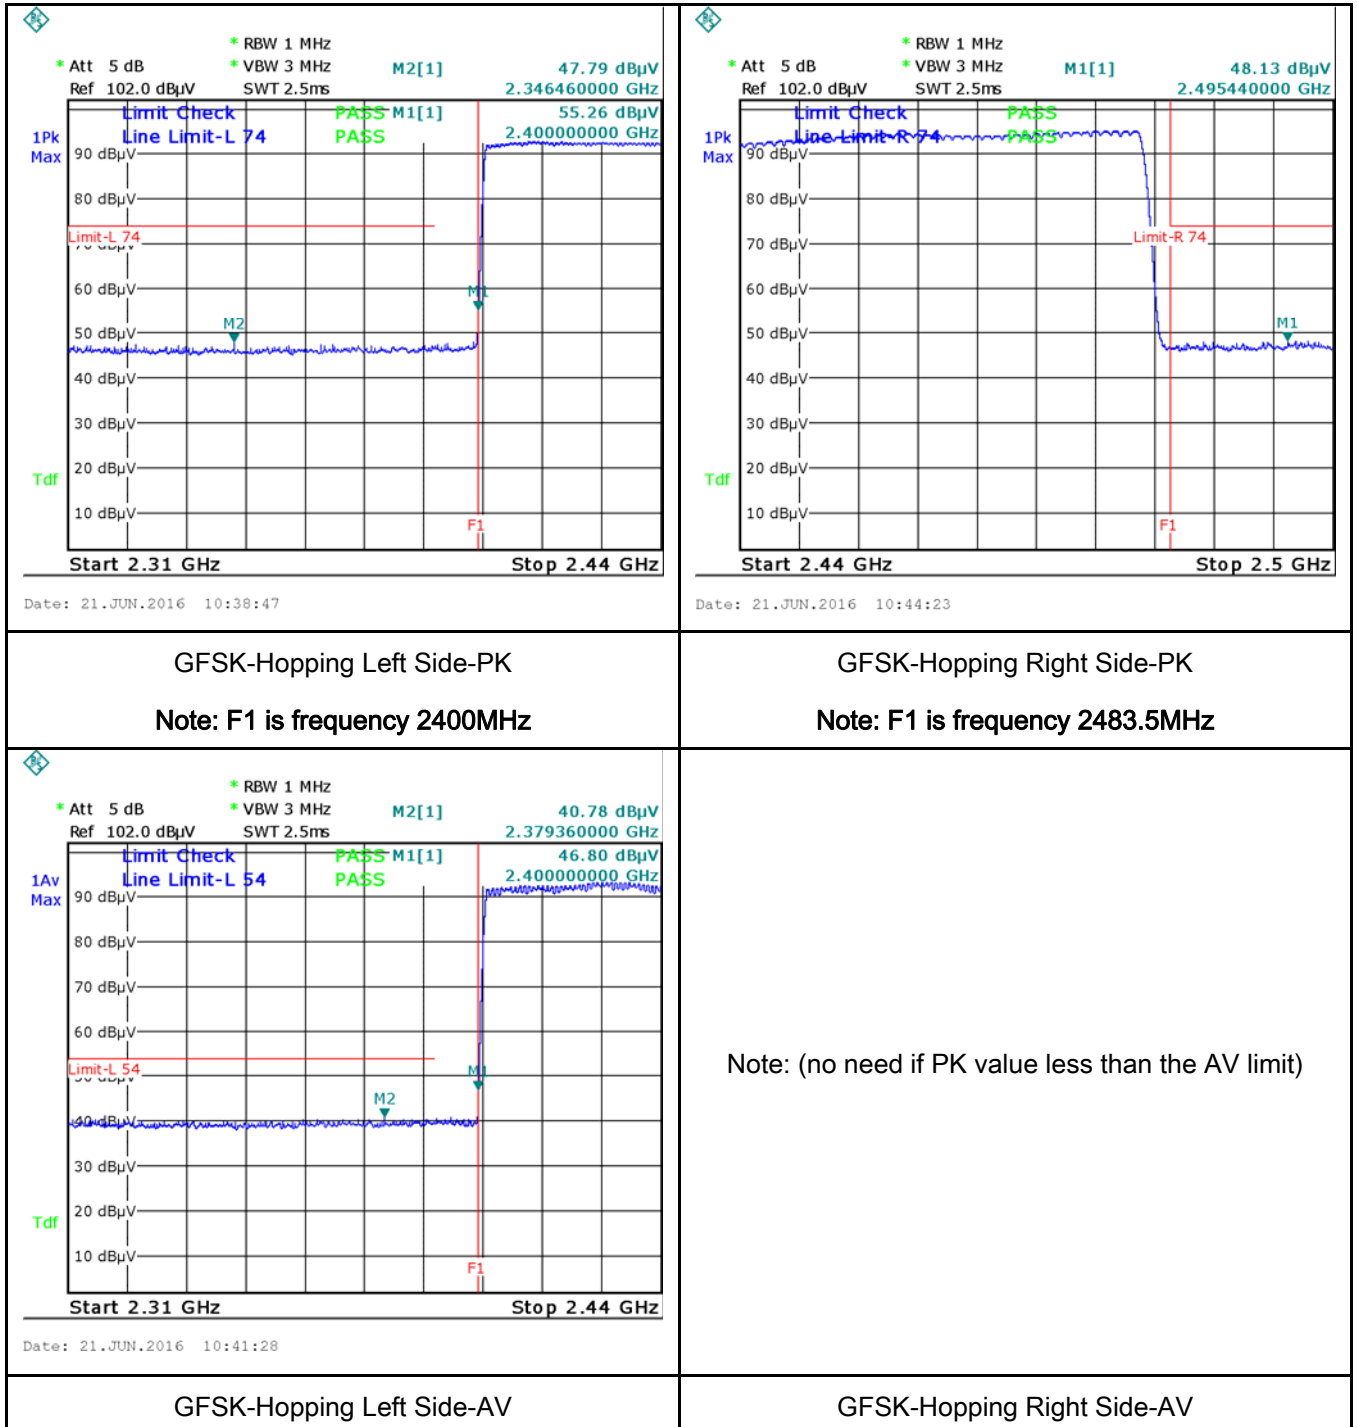 * RBW 1 MHz
* Att 5 dB * VBW 3 MHz M2[1] 47.79 dBµV
Ref 102.0 dBµV SWT 2.5ms 2.346460000 GHz
Limit Check PASS M1[1] 55.26 dBµV
1Pk Line Limit-L 74 PASS 2.400000000 GHz
Max 90 dBµV
80 dBµV
Limit-L 74
70 dBµV
60 dBµV M1
50 dBµV M2
40 dBµV
30 dBµV
Tdf 20 dBµV
10 dBµV F1
Start 2.31 GHz Stop 2.44 GHz
Date: 21.JUN.2016 10:38:47
* RBW 1 MHz
* Att 5 dB * VBW 3 MHz M1[1] 48.13 dBµV
Ref 102.0 dBµV SWT 2.5ms 2.495440000 GHz
Limit Check PASS
1Pk Line Limit-R 74 PASS
Max 90 dBµV
80 dBµV
Limit-R 74
70 dBµV
60 dBµV
50 dBµV M1
40 dBµV
30 dBµV
Tdf 20 dBµV
10 dBµV F1
Start 2.44 GHz Stop 2.5 GHz
Date: 21.JUN.2016 10:44:23
GFSK-Hopping Left Side-PK
Note: F1 is frequency 2400MHz
GFSK-Hopping Right Side-PK
Note: F1 is frequency 2483.5MHz
* RBW 1 MHz
* Att 5 dB * VBW 3 MHz M2[1] 40.78 dBµV
Ref 102.0 dBµV SWT 2.5ms 2.379360000 GHz
Limit Check PASS M1[1] 46.80 dBµV
1Av Line Limit-L 54 PASS 2.400000000 GHz
Max 90 dBµV
80 dBµV
70 dBµV
60 dBµV
Limit-L 54 M1
50 dBµV
M2
40 dBµV
30 dBµV
Tdf 20 dBµV
10 dBµV F1
Start 2.31 GHz Stop 2.44 GHz
Date: 21.JUN.2016 10:41:28
Note: (no need if PK value less than the AV limit)
GFSK-Hopping Left Side-AV
GFSK-Hopping Right Side-AV